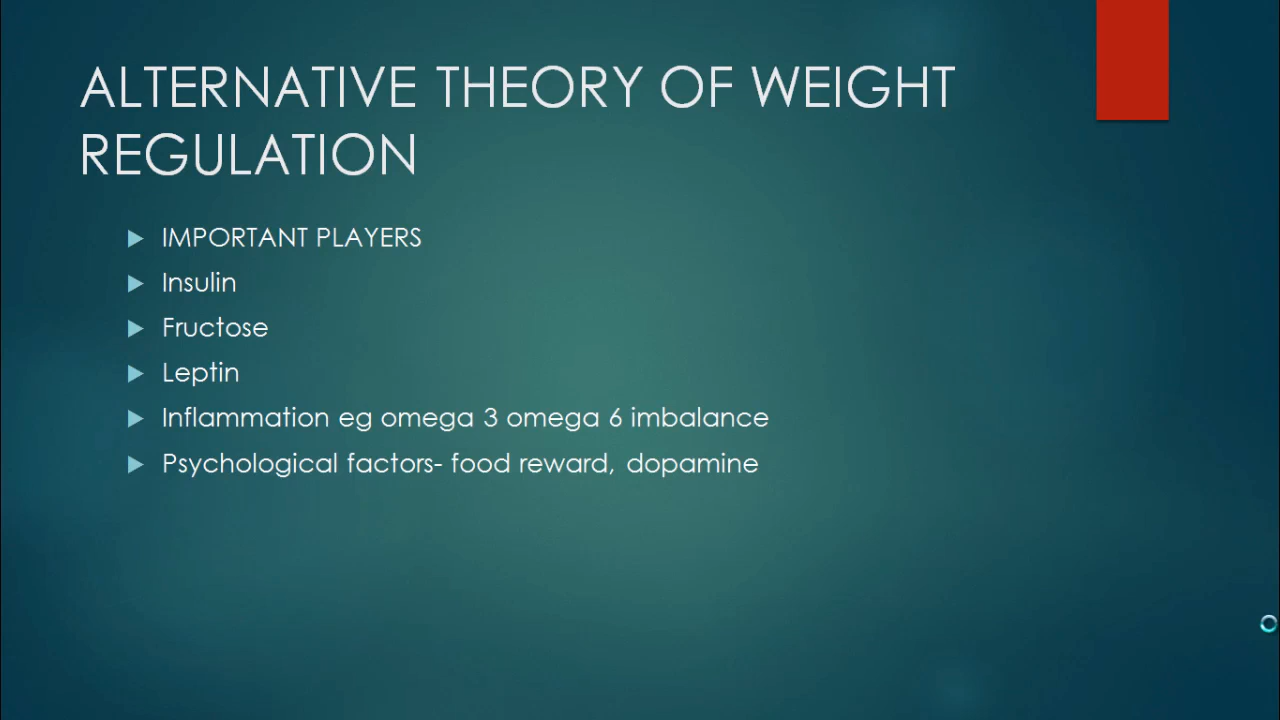 ALTERNATIVE THEORY OF WEIGHT
REGULATION
IMPORTANT PLAYERS
Insulin
Fructose
Leptin
Inflammation eg omega 3 omega 6 imbalance
Psychological factors- food reward, dopamine